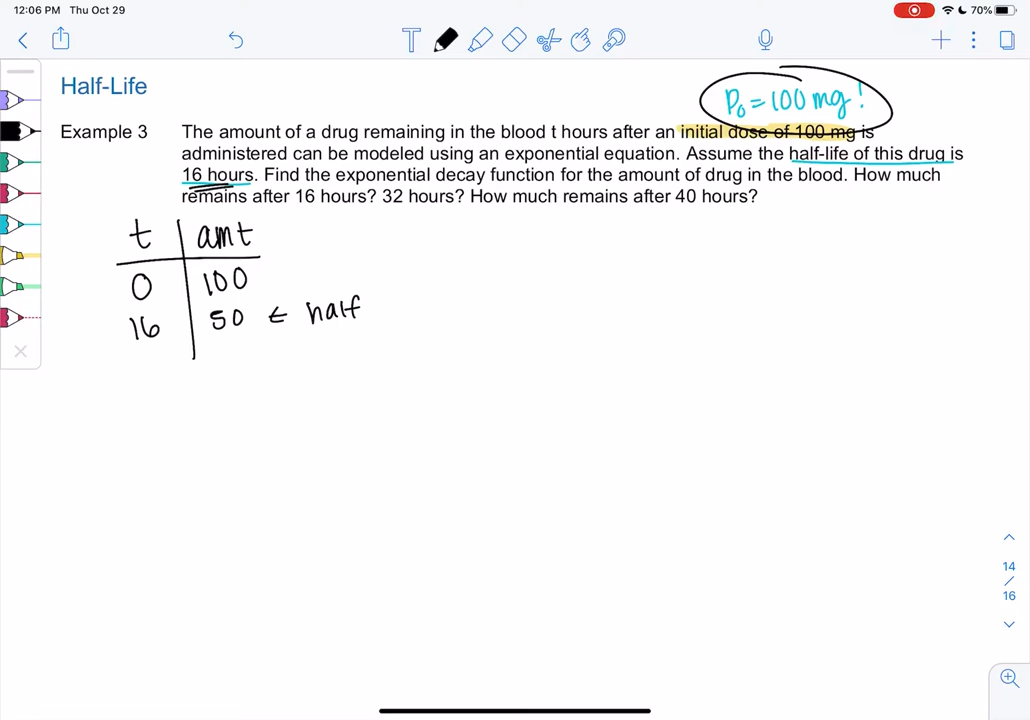 12:06 PM Thu Oct 29
70%
T
Half-Life
P₀ = 100 mg!
Example 3 The amount of a drug remaining in the blood t hours after an initial dose of 100 mg is
administered can be modeled using an exponential equation. Assume the half-life of this drug is
16 hours. Find the exponential decay function for the amount of drug in the blood. How much
remains after 16 hours? 32 hours? How much remains after 40 hours?
t amt
0 100
16 50 ← half
14
/
16